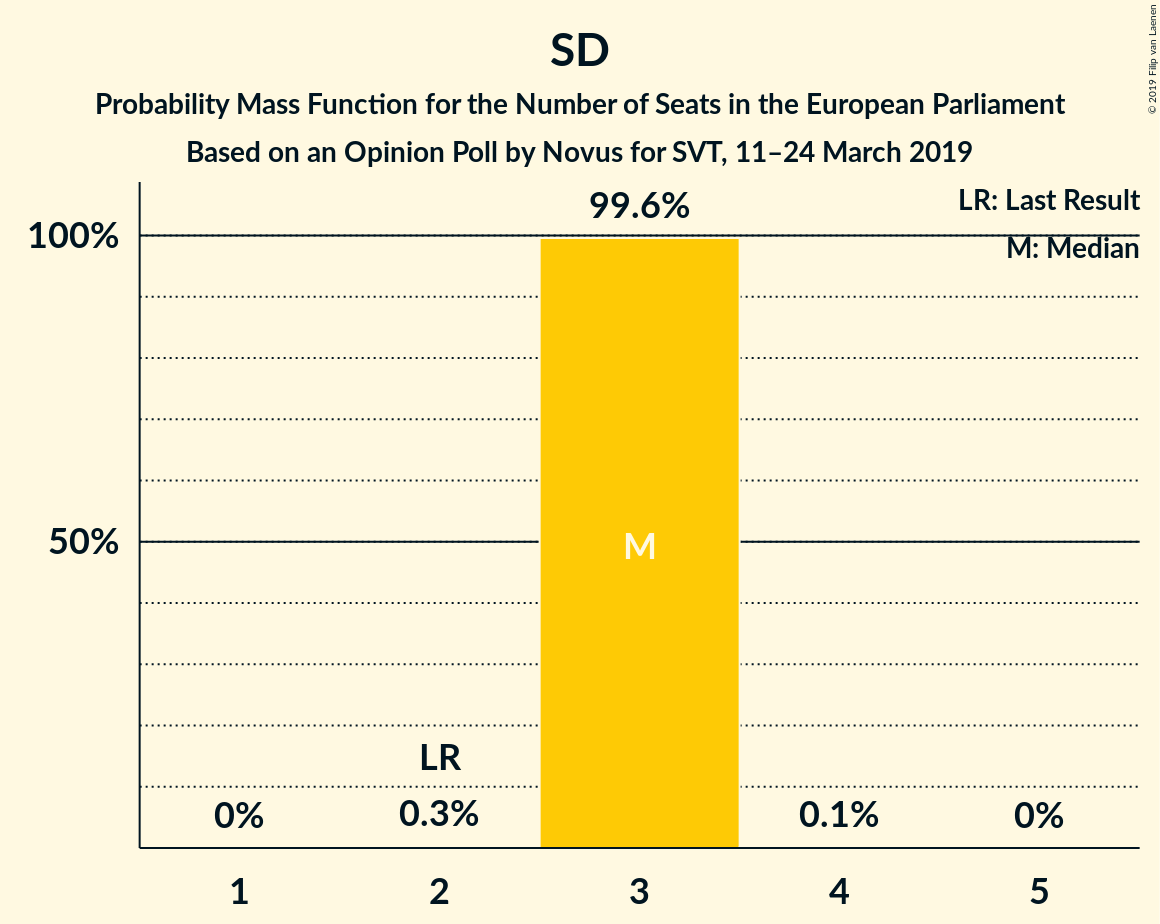 SD
Probability Mass Function for the Number of Seats in the European Parliament
Based on an Opinion Poll by Novus for SVT, 11–24 March 2019
© 2019 Filip van Laenen
LR: Last Result
M: Median
99.6%
100%
50%
M
LR
0%
0.3%
0.1%
0%
1
2
3
4
5